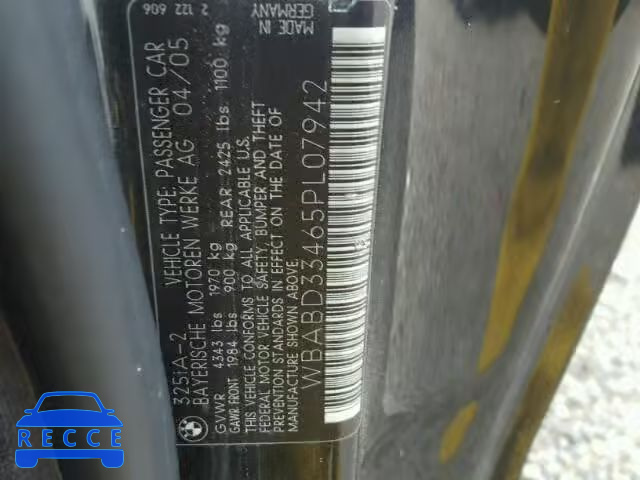 325iA-2 VEHICLE TYPE: PASSENGER CAR
BAYERISCHE MOTOREN WERKE AG 04/05
GVWR 4343 lbs 1970 kg
GAWR: FRONT 1984 lbs 900 kg REAR 2425 lbs 1100 kg
THIS VEHICLE CONFORMS TO ALL APPLICABLE U.S.
FEDERAL MOTOR VEHICLE SAFETY, BUMPER AND THEFT
PREVENTION STANDARDS IN EFFECT ON THE DATE OF
MANUFACTURE SHOWN ABOVE.
WBABD33465PL07942
2 122 606
MADE IN
GERMANY
RECCE